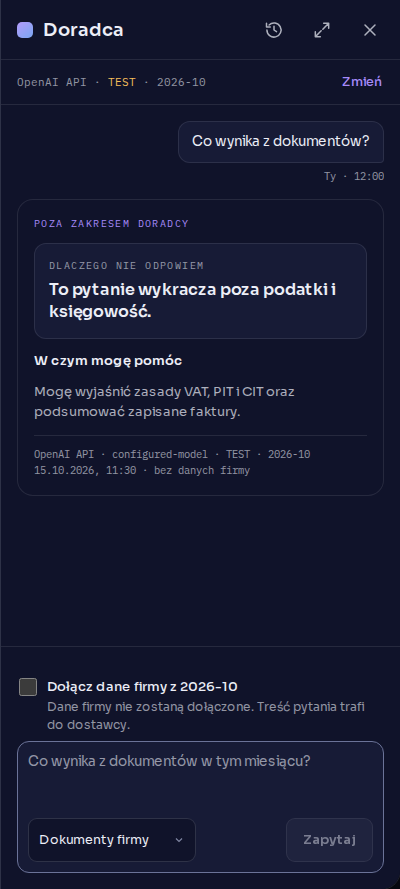 Doradca
OpenAI API · TEST · 2026-10
Zmień
Co wynika z dokumentów?
Ty · 12:00
POZA ZAKRESEM DORADCY
DLACZEGO NIE ODPOWIEM
To pytanie wykracza poza podatki i
księgowość.
W czym mogę pomóc
Mogę wyjaśnić zasady VAT, PIT i CIT oraz
podsumować zapisane faktury.
OpenAI API · configured-model · TEST · 2026-10
15.10.2026, 11:30 · bez danych firmy
Dołącz dane firmy z 2026-10
Dane firmy nie zostaną dołączone. Treść pytania trafi
do dostawcy.
Co wynika z dokumentów w tym miesiącu?
Dokumenty firmy
Zapytaj